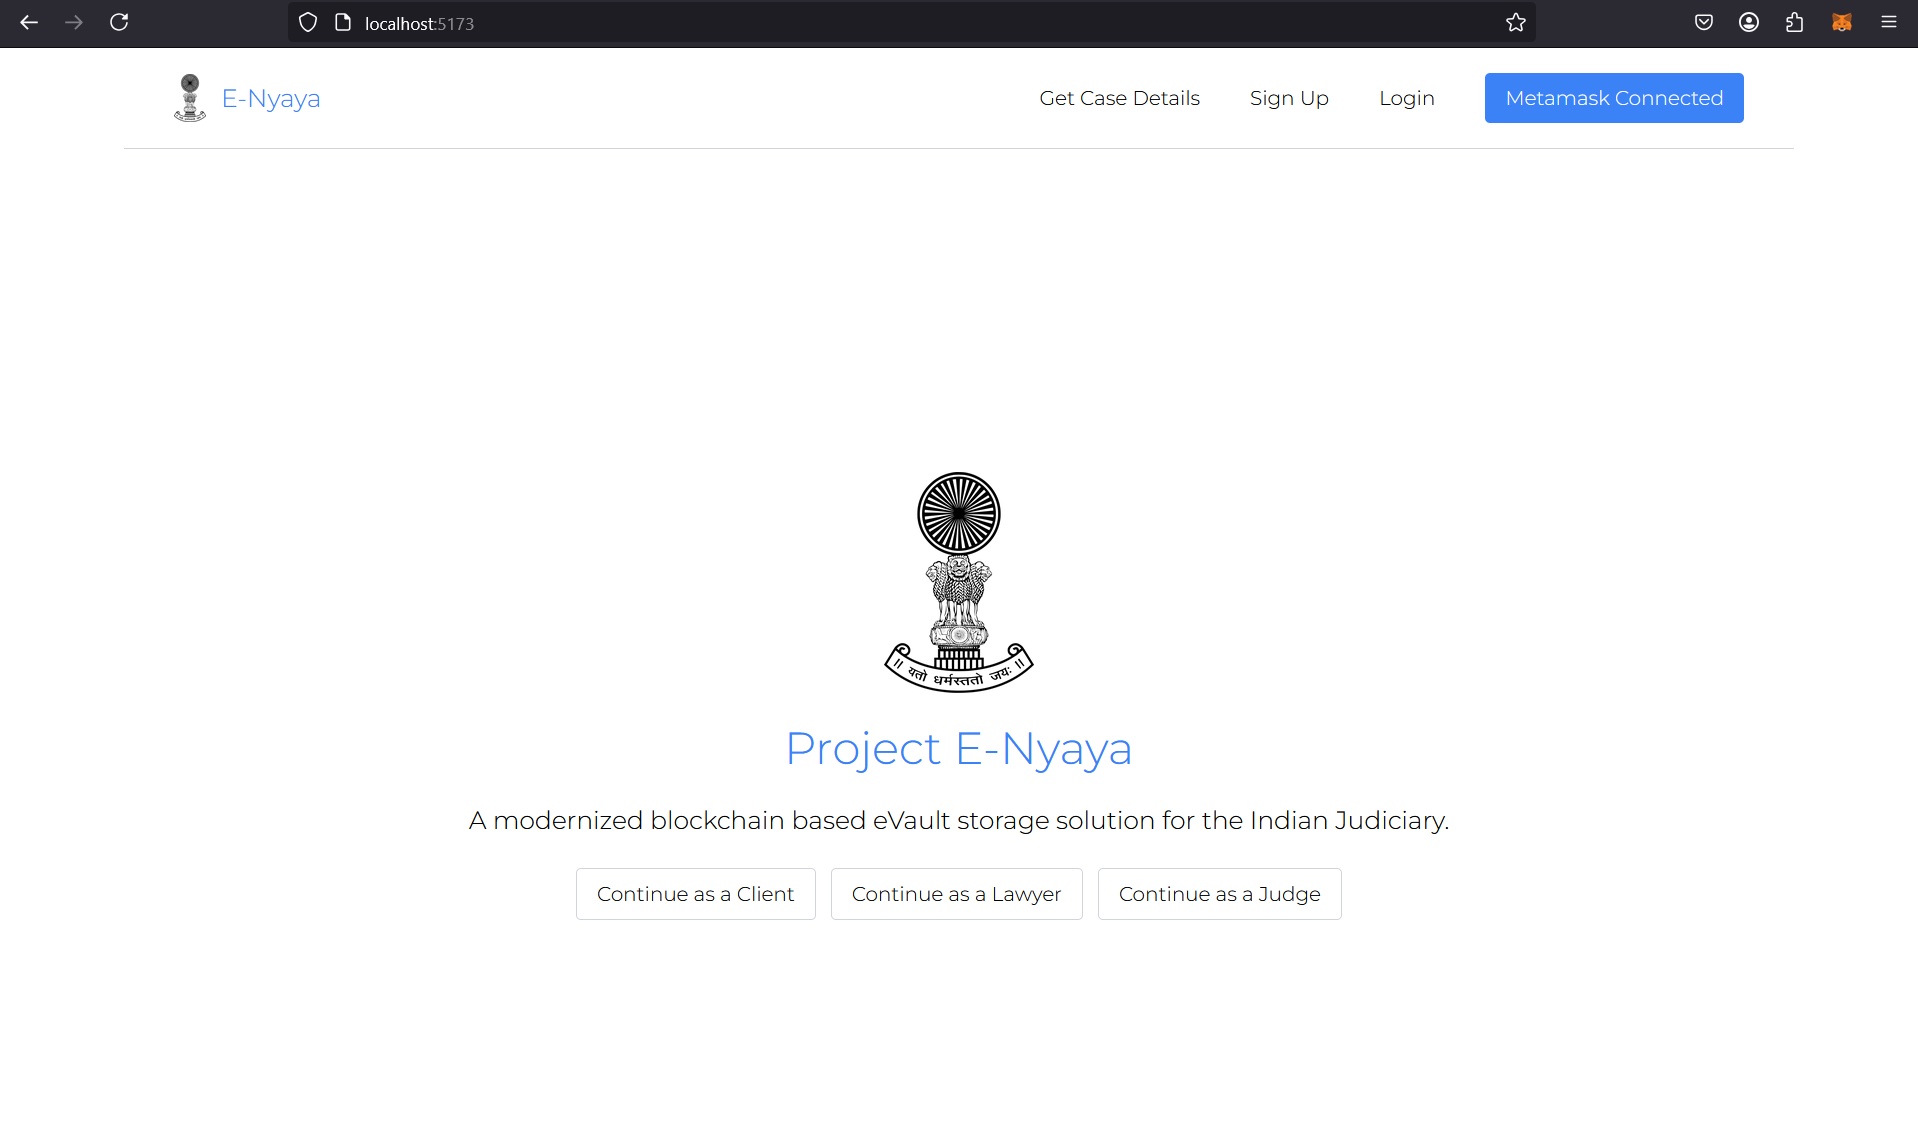 localhost:5173
E-Nyaya
Get Case Details
Sign Up
Login
Metamask Connected
॥ यतो धर्मस्ततो जयः ॥
Project E-Nyaya
A modernized blockchain based eVault storage solution for the Indian Judiciary.
Continue as a Client
Continue as a Lawyer
Continue as a Judge